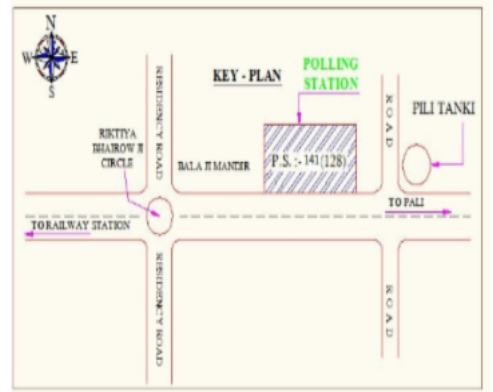 N
W E
S
KEY - PLAN
POLLING
STATION
RESIDENCY ROAD
ROAD
PILI TANKI
RIKTIYA
BHAIROW JI
CIRCLE
BALA JI MANDIR
P.S. :- 141(128)
TO PALI
TO RAILWAY STATION
RESIDENCY ROAD
ROAD